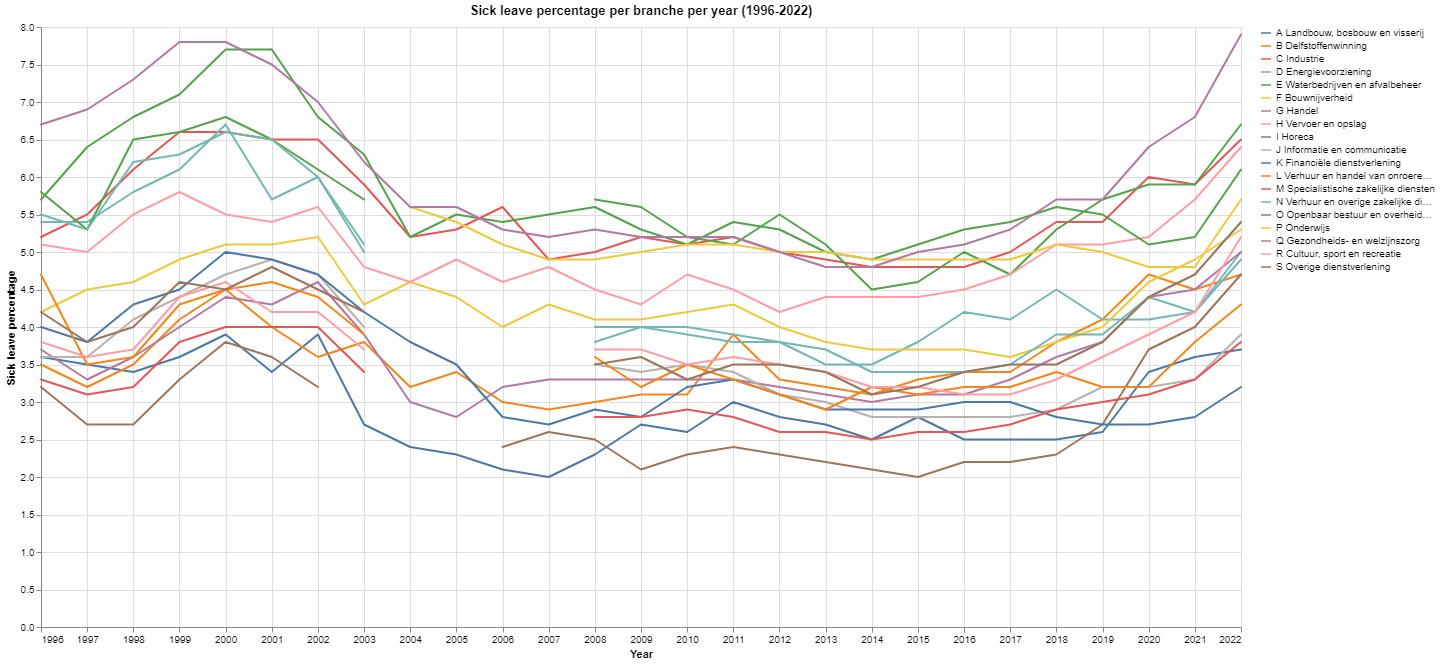 Sick leave percentage per branche per year (1996-2022)
Sick leave percentage
8.0
7.5
7.0
6.5
6.0
5.5
5.0
4.5
4.0
3.5
3.0
2.5
2.0
1.5
1.0
0.5
0.0
1996 1997 1998 1999 2000 2001 2002 2003 2004 2005 2006 2007 2008 2009 2010 2011 2012 2013 2014 2015 2016 2017 2018 2019 2020 2021 2022
Year
A Landbouw, bosbouw en visserij
B Delfstoffenwinning
C Industrie
D Energievoorziening
E Waterbedrijven en afvalbeheer
F Bouwnijverheid
G Handel
H Vervoer en opslag
I Horeca
J Informatie en communicatie
K Financiële dienstverlening
L Verhuur en handel van onroere…
M Specialistische zakelijke diensten
N Verhuur en overige zakelijke di…
O Openbaar bestuur en overheid…
P Onderwijs
Q Gezondheids- en welzijnszorg
R Cultuur, sport en recreatie
S Overige dienstverlening